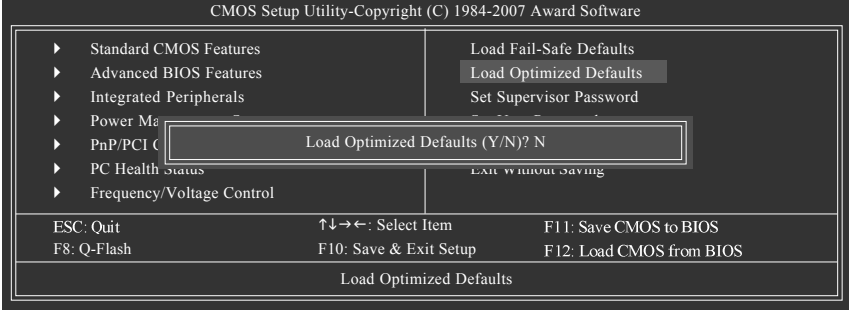 CMOS Setup Utility-Copyright (C) 1984-2007 Award Software
Standard CMOS Features
Advanced BIOS Features
Integrated Peripherals
Power
PnP/PCI
PC Health Status
Frequency/Voltage Control
Load Fail-Safe Defaults
Load Optimized Defaults
Set Supervisor Password
Exit Without Saving
Load Optimized Defaults (Y/N)? N
ESC: Quit ↑↓→←: Select Item F11: Save CMOS to BIOS
F8: Q-Flash F10: Save & Exit Setup F12: Load CMOS from BIOS
Load Optimized Defaults